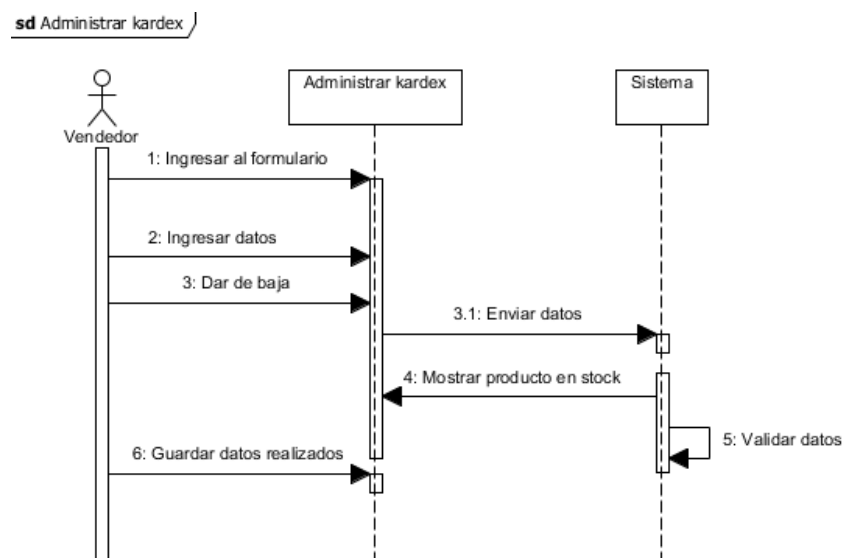 sd Administrar kardex
Vendedor
Administrar kardex
Sistema
1: Ingresar al formulario
2: Ingresar datos
3: Dar de baja
3.1: Enviar datos
4: Mostrar producto en stock
5: Validar datos
6: Guardar datos realizados